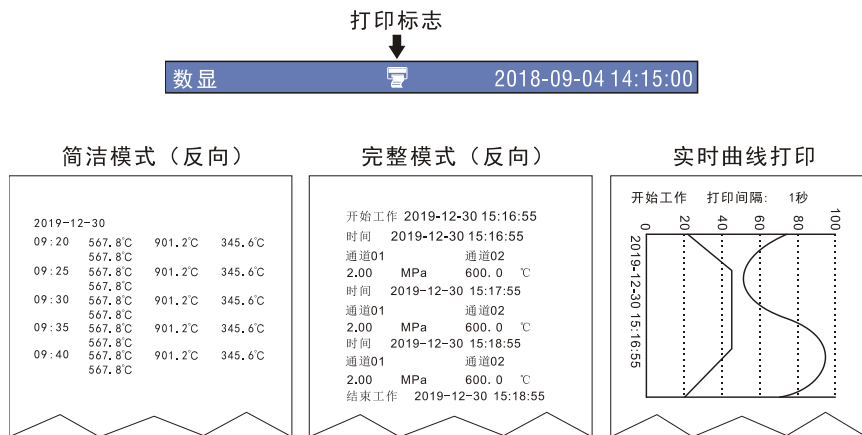 打印标志
数显 2018-09-04 14:15:00
简洁模式（反向） 完整模式（反向） 实时曲线打印
2019-12-30
09:20 567.8℃ 901.2℃ 345.6℃
567.8℃
09:25 567.8℃ 901.2℃ 345.6℃
567.8℃
09:30 567.8℃ 901.2℃ 345.6℃
567.8℃
09:35 567.8℃ 901.2℃ 345.6℃
567.8℃
09:40 567.8℃ 901.2℃ 345.6℃
567.8℃
开始工作 2019-12-30 15:16:55
时间 2019-12-30 15:16:55
通道01 通道02
2.00 MPa 600. 0 ℃
时间 2019-12-30 15:17:55
通道01 通道02
2.00 MPa 600. 0 ℃
时间 2019-12-30 15:18:55
通道01 通道02
2.00 MPa 600. 0 ℃
结束工作 2019-12-30 15:18:55
开始工作 打印间隔: 1秒
0 20 40 60 80 100
2019-12-30 15:16:55